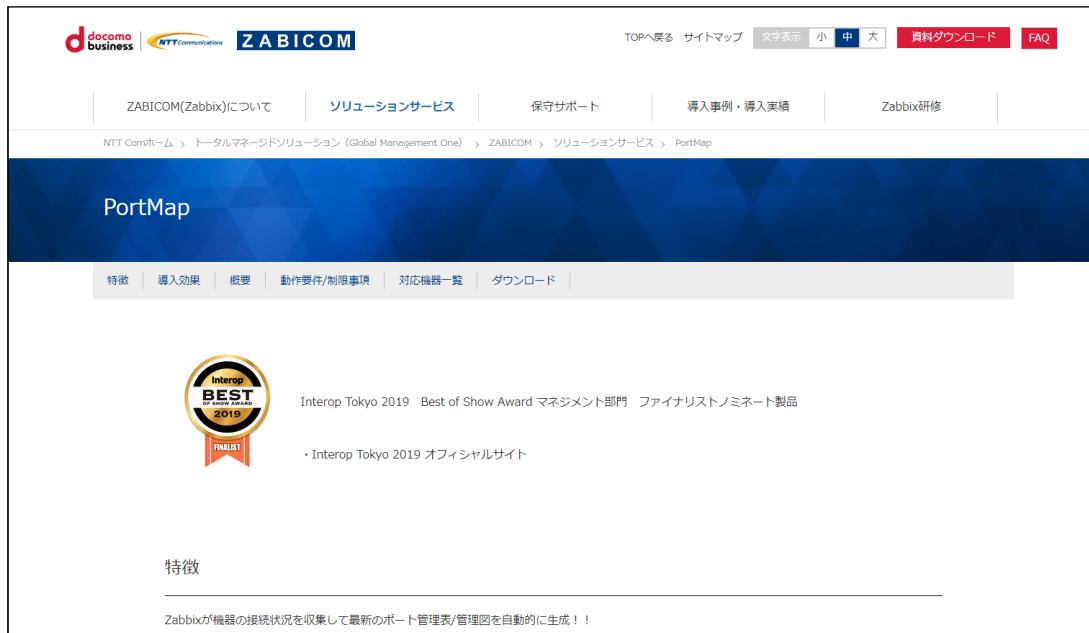 docomo business NTT Communications ZABICOM TOPへ戻る サイトマップ 文字表示 小 中 大 資料ダウンロード FAQ
ZABICOM(Zabbix)について ソリューションサービス 保守サポート 導入事例・導入実績 Zabbix研修
NTT Comホーム > トータルマネージドソリューション（Global Management One） > ZABICOM > ソリューションサービス > PortMap
PortMap
特徴 導入効果 概要 動作要件/制限事項 対応機器一覧 ダウンロード
Interop
BEST
OF SHOW AWARD
2019
FINALIST
Interop Tokyo 2019　Best of Show Award マネジメント部門　ファイナリストノミネート製品
・Interop Tokyo 2019 オフィシャルサイト
特徴
Zabbixが機器の接続状況を収集して最新のポート管理表/管理図を自動的に生成！！